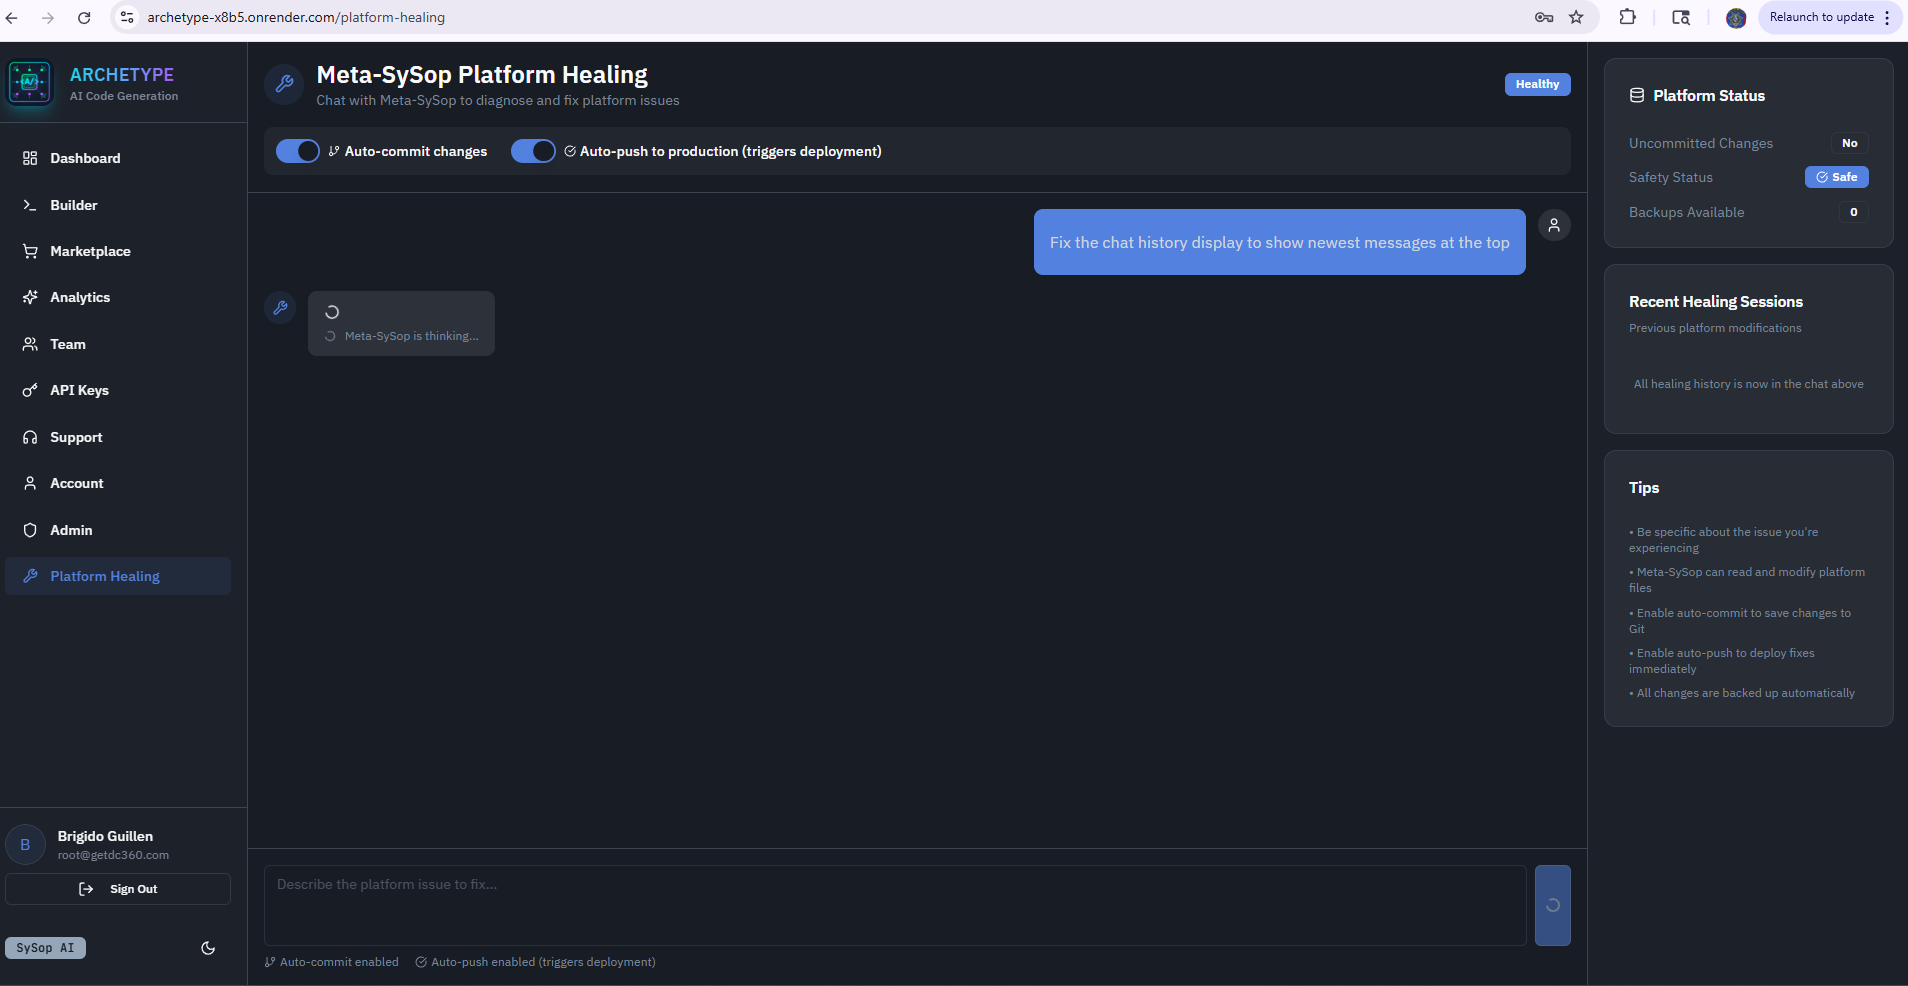 archetype-x8b5.onrender.com/platform-healing
Relaunch to update
ARCHETYPE
AI Code Generation
Dashboard
Builder
Marketplace
Analytics
Team
API Keys
Support
Account
Admin
Platform Healing
Brigido Guillen
B
root@getdc360.com
Sign Out
SySop AI
Meta-SySop Platform Healing
Chat with Meta-SySop to diagnose and fix platform issues
Healthy
Auto-commit changes
Auto-push to production (triggers deployment)
Fix the chat history display to show newest messages at the top
Meta-SySop is thinking...
Describe the platform issue to fix...
Auto-commit enabled
Auto-push enabled (triggers deployment)
Platform Status
Uncommitted Changes No
Safety Status Safe
Backups Available 0
Recent Healing Sessions
Previous platform modifications
All healing history is now in the chat above
Tips
• Be specific about the issue you're
experiencing
• Meta-SySop can read and modify platform
files
• Enable auto-commit to save changes to
Git
• Enable auto-push to deploy fixes
immediately
• All changes are backed up automatically